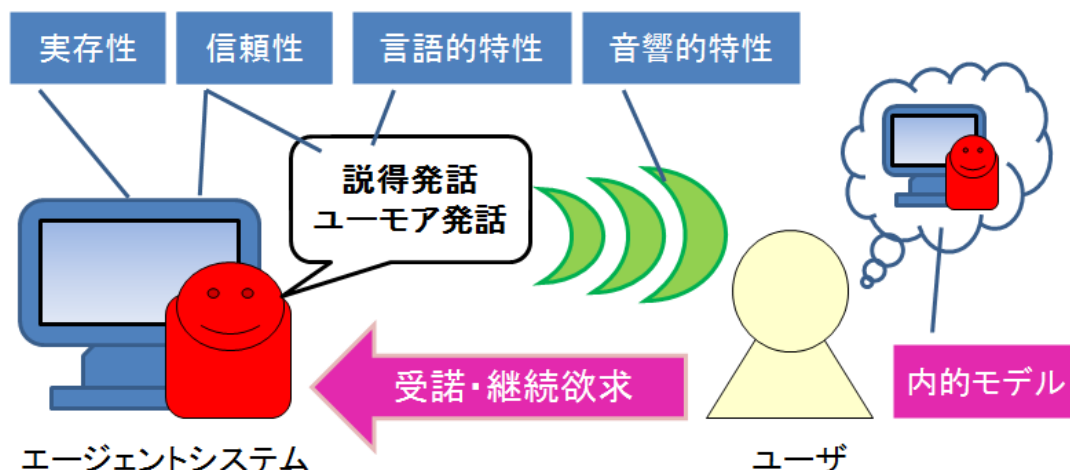 実存性
信頼性
言語的特性
音響的特性
説得発話
ユーモア発話
受諾・継続欲求
内的モデル
エージェントシステム
ユーザ